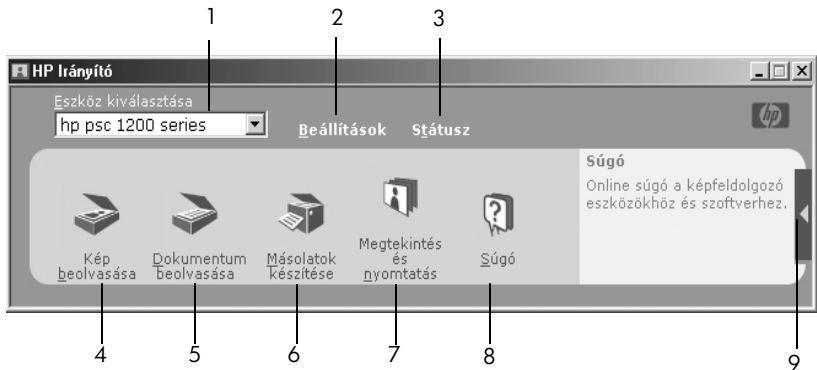 1 2 3
HP Irányító
Eszköz kiválasztása
hp psc 1200 series
Beállítások Státusz
hp
Kép
beolvasása
Dokumentum
beolvasása
Másolatok
készítése
Megtekintés
és
nyomtatás
Súgó
Súgó
Online súgó a képfeldolgozó
eszközökhöz és szoftverhez.
4 5 6 7 8 9